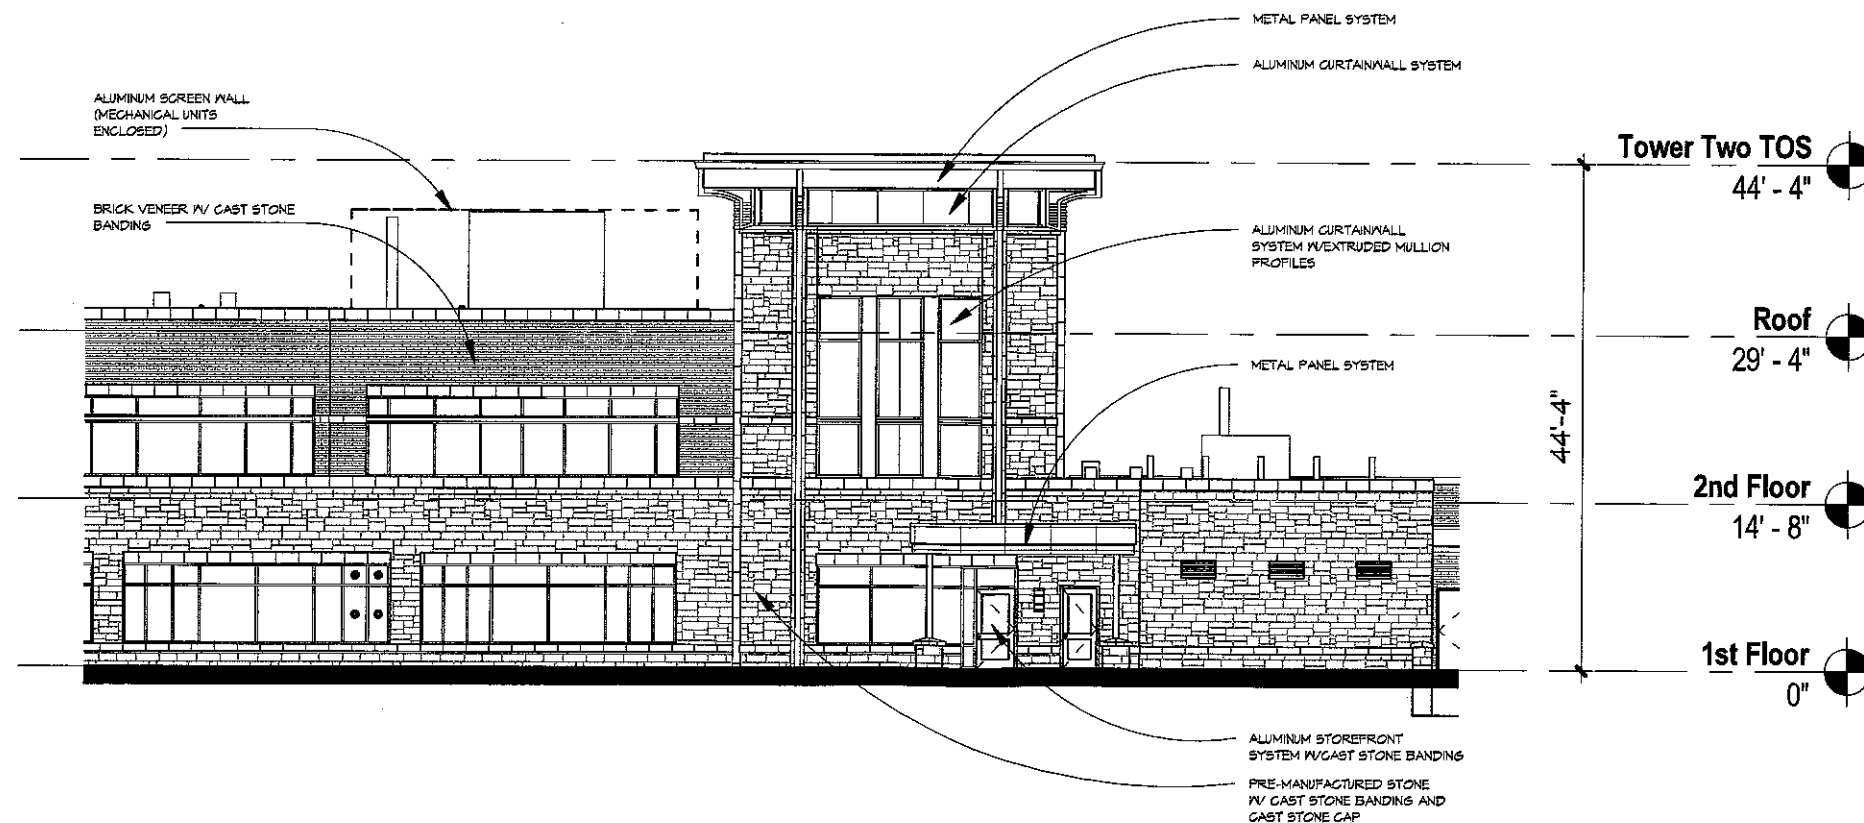 METAL PANEL SYSTEM
ALUMINUM CURTAINWALL SYSTEM
ALUMINUM SCREEN WALL
(MECHANICAL UNITS
ENCLOSED)
Tower Two TOS
44' - 4"
BRICK VENEER W/ CAST STONE
BANDING
ALUMINUM CURTAINWALL
SYSTEM W/EXTRUDED MULLION
PROFILES
Roof
29' - 4"
METAL PANEL SYSTEM
44'-4"
2nd Floor
14' - 8"
1st Floor
0"
ALUMINUM STOREFRONT
SYSTEM W/CAST STONE BANDING
PRE-MANUFACTURED STONE
W/ CAST STONE BANDING AND
CAST STONE CAP